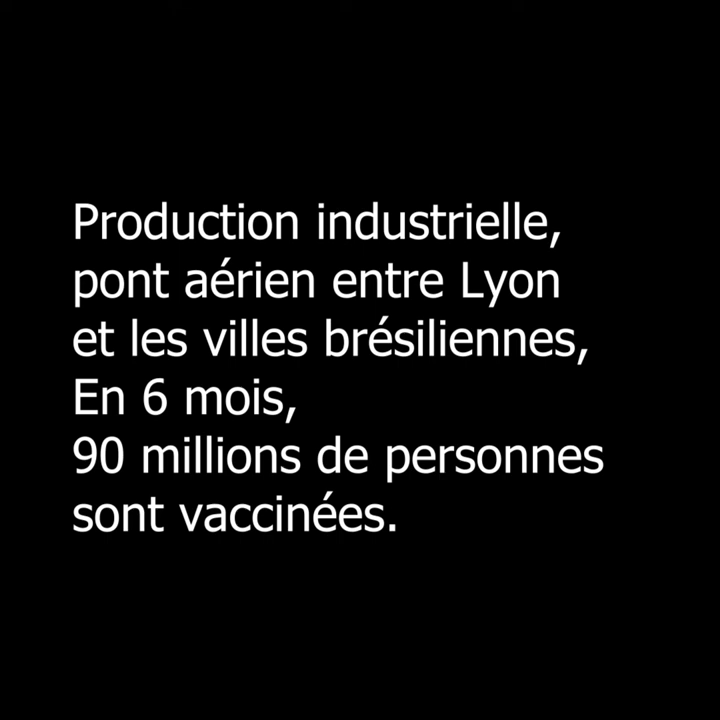 Production industrielle,
pont aérien entre Lyon
et les villes brésiliennes,
En 6 mois,
90 millions de personnes
sont vaccinées.